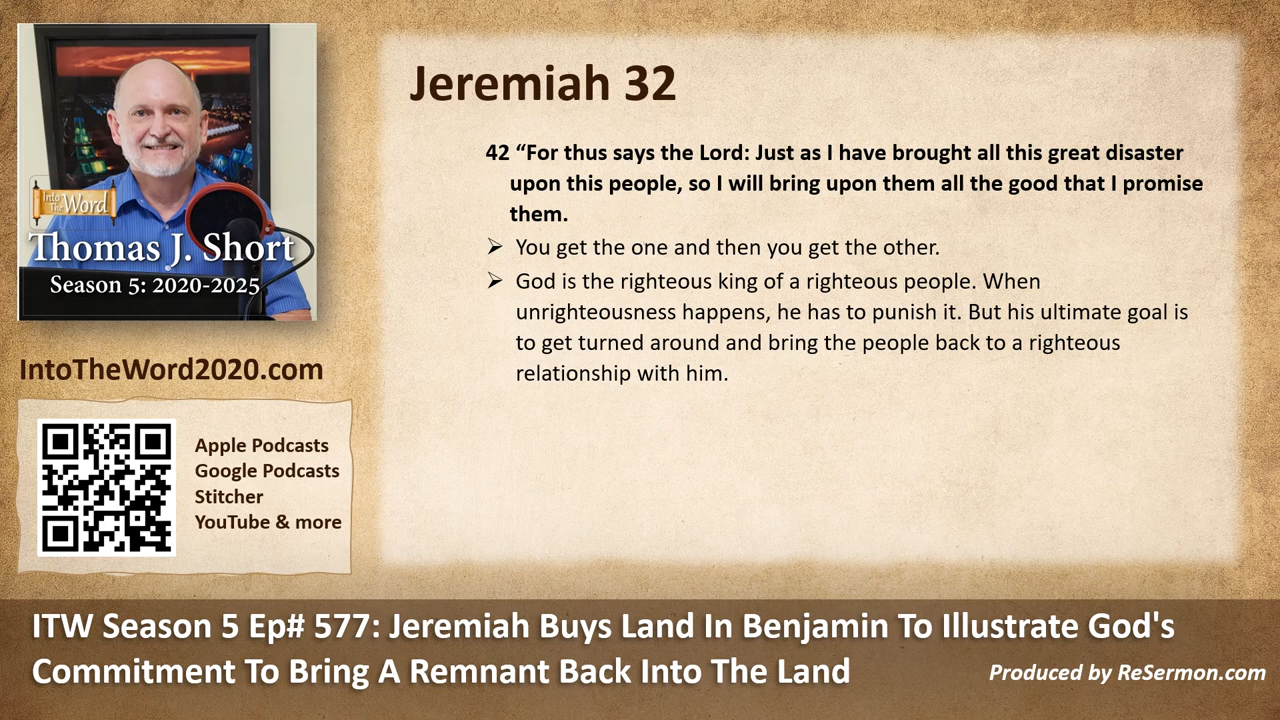 Into
The Word
Thomas J. Short
Season 5: 2020-2025
IntoTheWord2020.com
Apple Podcasts
Google Podcasts
Stitcher
YouTube & more
Jeremiah 32
42 “For thus says the Lord: Just as I have brought all this great disaster
upon this people, so I will bring upon them all the good that I promise
them.
➢ You get the one and then you get the other.
➢ God is the righteous king of a righteous people. When
unrighteousness happens, he has to punish it. But his ultimate goal is
to get turned around and bring the people back to a righteous
relationship with him.
ITW Season 5 Ep# 577: Jeremiah Buys Land In Benjamin To Illustrate God's
Commitment To Bring A Remnant Back Into The Land
Produced by ReSermon.com